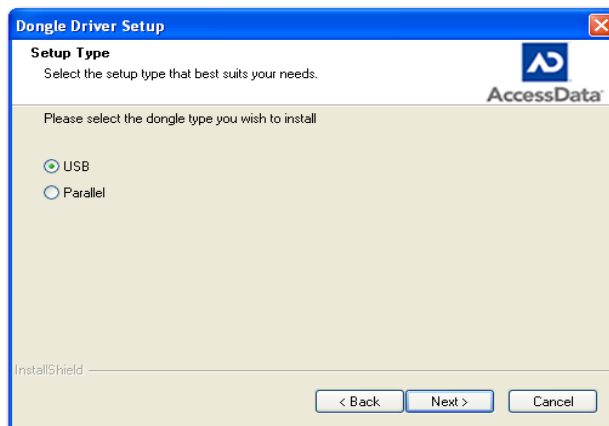 Dongle Driver Setup
Setup Type
Select the setup type that best suits your needs.
AccessData
Please select the dongle type you wish to install
USB
Parallel
InstallShield
< Back Next > Cancel